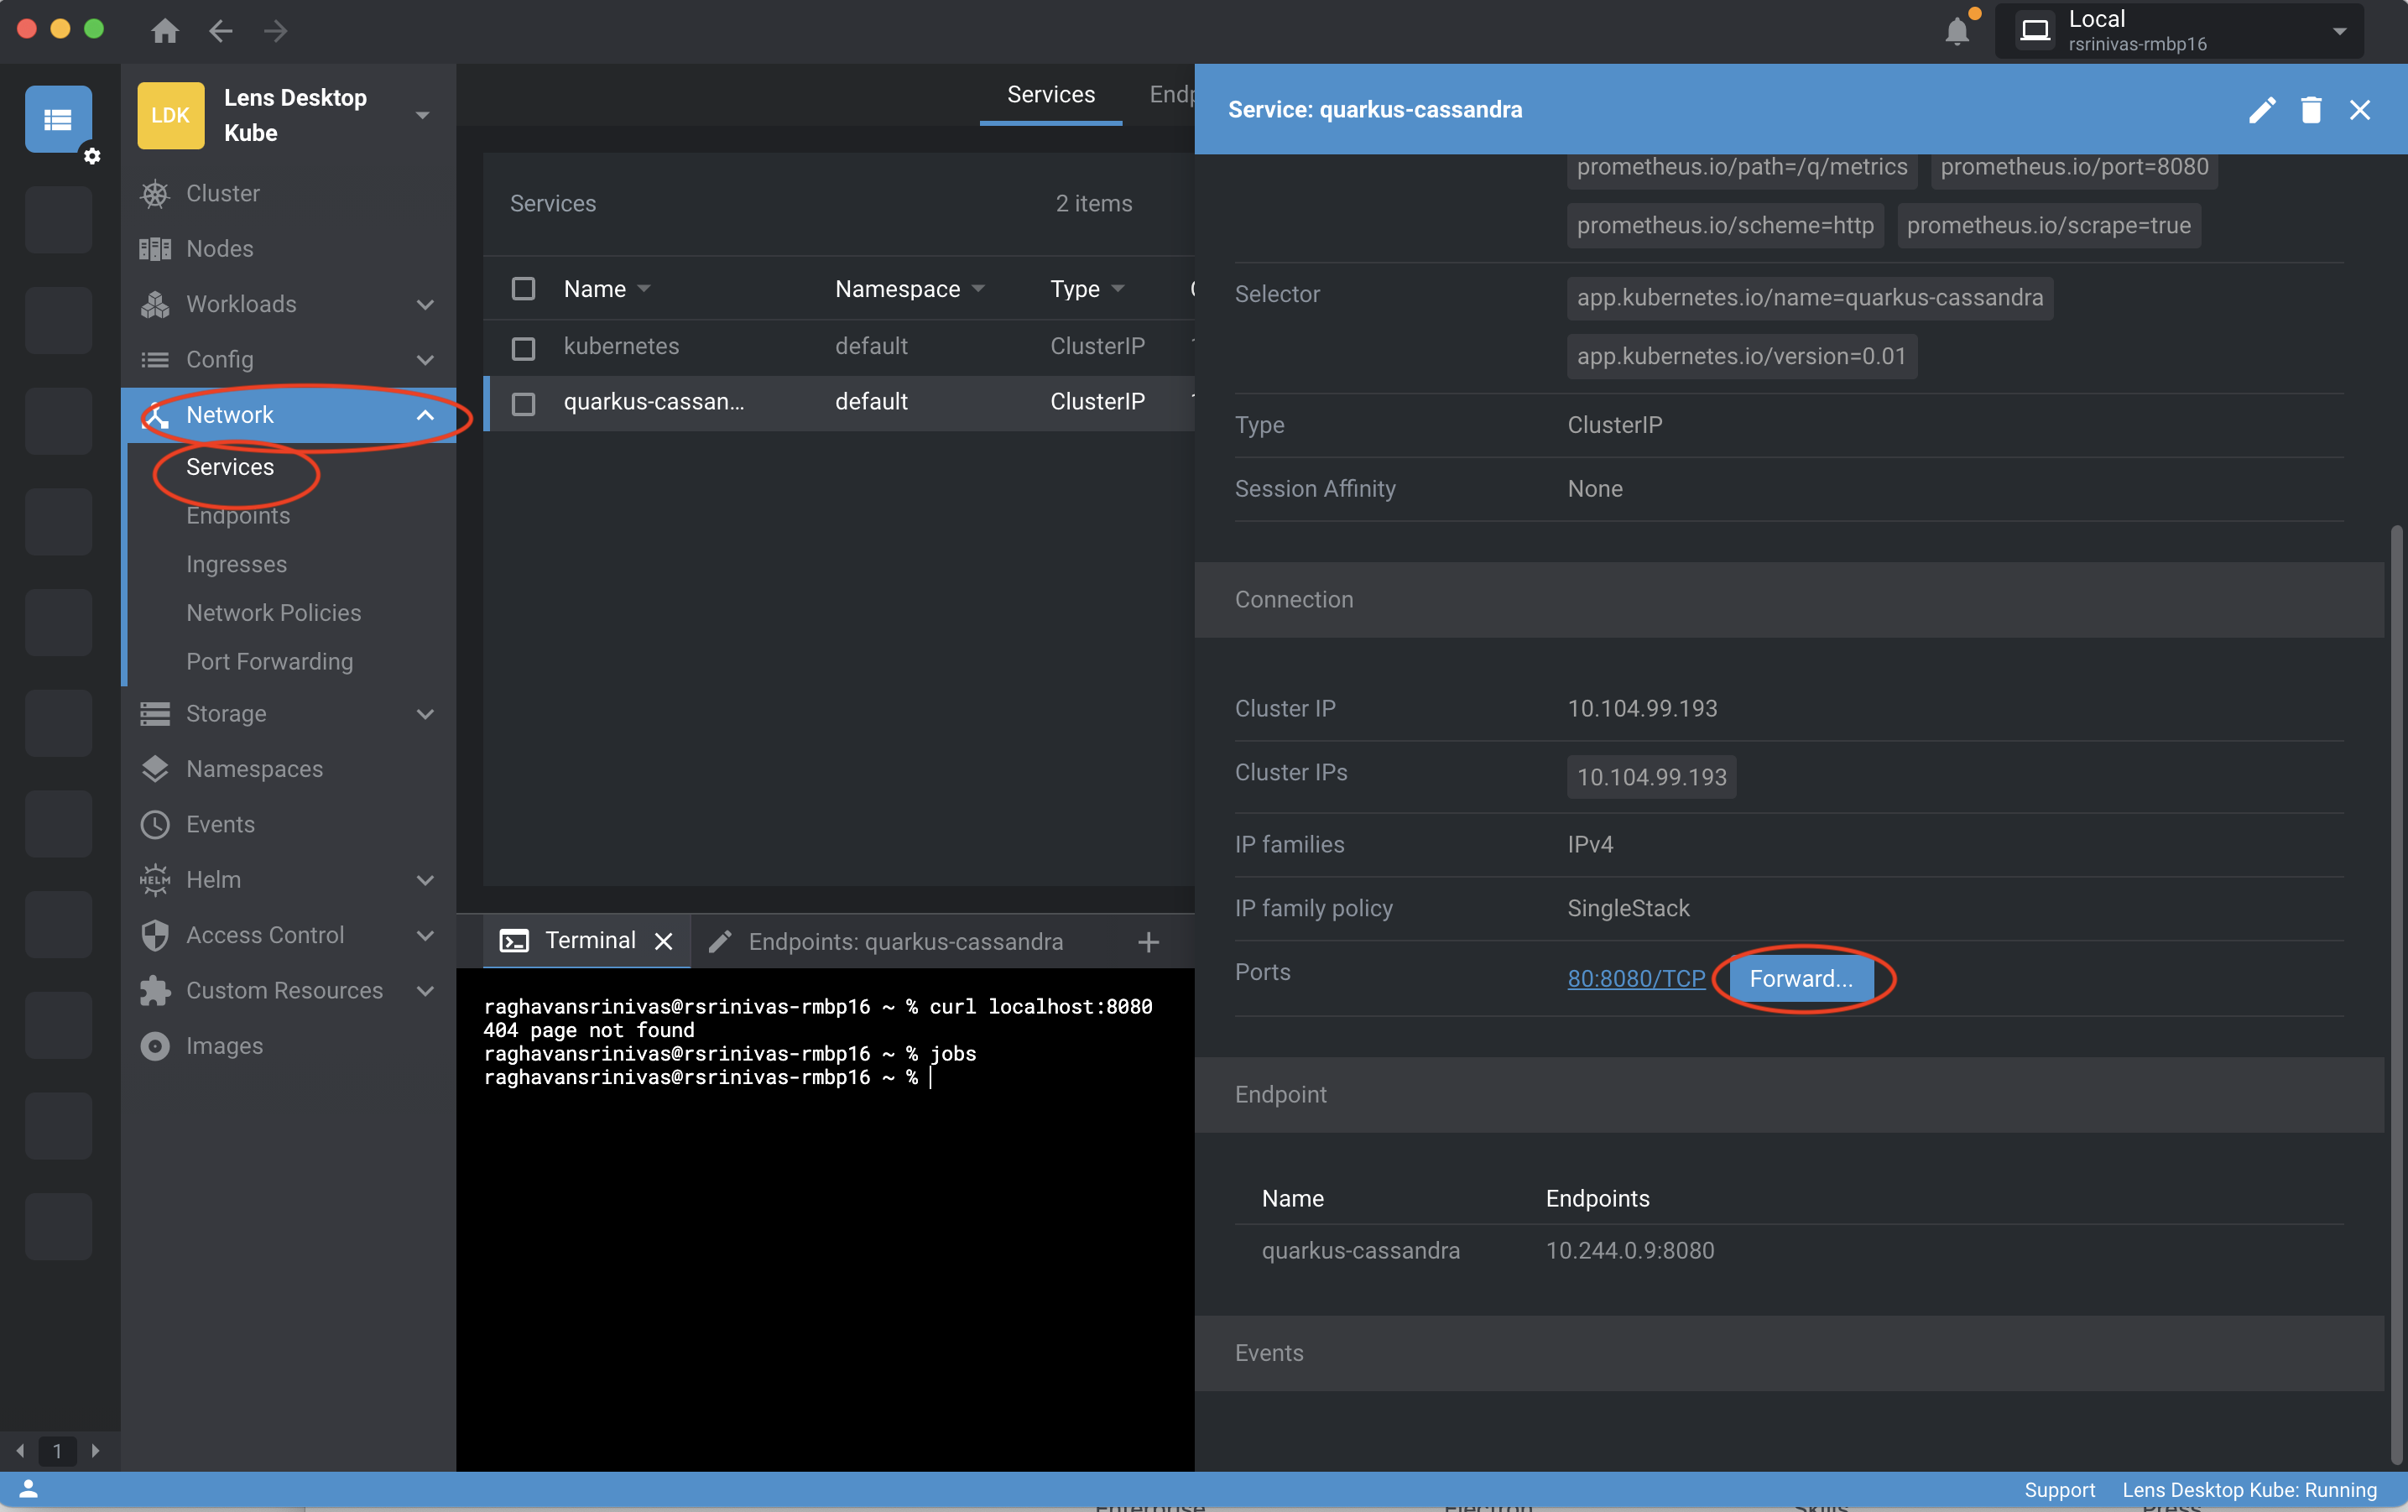 Local
rsrinivas-rmbp16
LDK
Lens Desktop
Kube
Cluster
Nodes
Workloads
Config
Network
Services
Endpoints
Ingresses
Network Policies
Port Forwarding
Storage
Namespaces
Events
HELM
Helm
Access Control
Custom Resources
Images
1
Services
Endp
Services
2 items
Name
Namespace
Type
kubernetes
default
ClusterIP
quarkus-cassan...
default
ClusterIP
Terminal
Endpoints: quarkus-cassandra
raghavansrinivas@rsrinivas-rmbp16 ~ % curl localhost:8080
404 page not found
raghavansrinivas@rsrinivas-rmbp16 ~ % jobs
raghavansrinivas@rsrinivas-rmbp16 ~ %
Service: quarkus-cassandra
prometheus.io/path=/q/metrics prometheus.io/port=8080
prometheus.io/scheme=http prometheus.io/scrape=true
Selector
app.kubernetes.io/name=quarkus-cassandra
app.kubernetes.io/version=0.01
Type
ClusterIP
Session Affinity
None
Connection
Cluster IP
10.104.99.193
Cluster IPs
10.104.99.193
IP families
IPv4
IP family policy
SingleStack
Ports
80:8080/TCP
Forward...
Endpoint
Name
Endpoints
quarkus-cassandra
10.244.0.9:8080
Events
Support
Lens Desktop Kube: Running